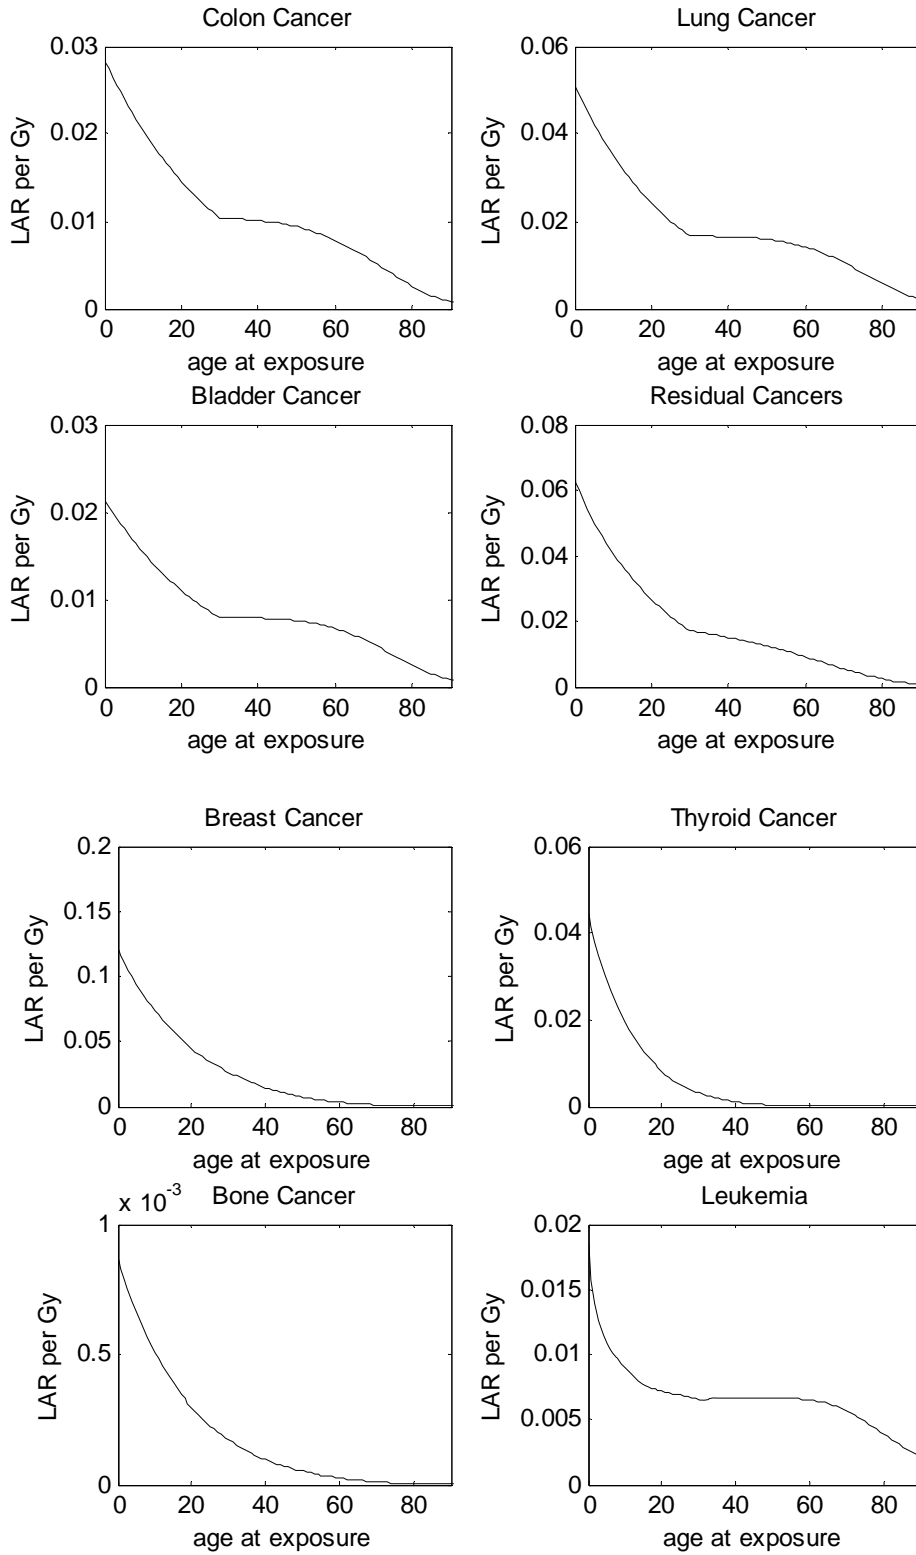 Colon Cancer
0.03
0.02
0.01
0
LAR per Gy
0 20 40 60 80
age at exposure
Lung Cancer
0.06
0.04
0.02
0
LAR per Gy
0 20 40 60 80
age at exposure
Bladder Cancer
0.03
0.02
0.01
0
LAR per Gy
0 20 40 60 80
age at exposure
Residual Cancers
0.08
0.06
0.04
0.02
0
LAR per Gy
0 20 40 60 80
age at exposure
Breast Cancer
0.2
0.15
0.1
0.05
0
LAR per Gy
0 20 40 60 80
age at exposure
Thyroid Cancer
0.06
0.04
0.02
0
LAR per Gy
0 20 40 60 80
age at exposure
x 10⁻³ Bone Cancer
1
0.5
0
LAR per Gy
0 20 40 60 80
age at exposure
Leukemia
0.02
0.015
0.01
0.005
0
LAR per Gy
0 20 40 60 80
age at exposure